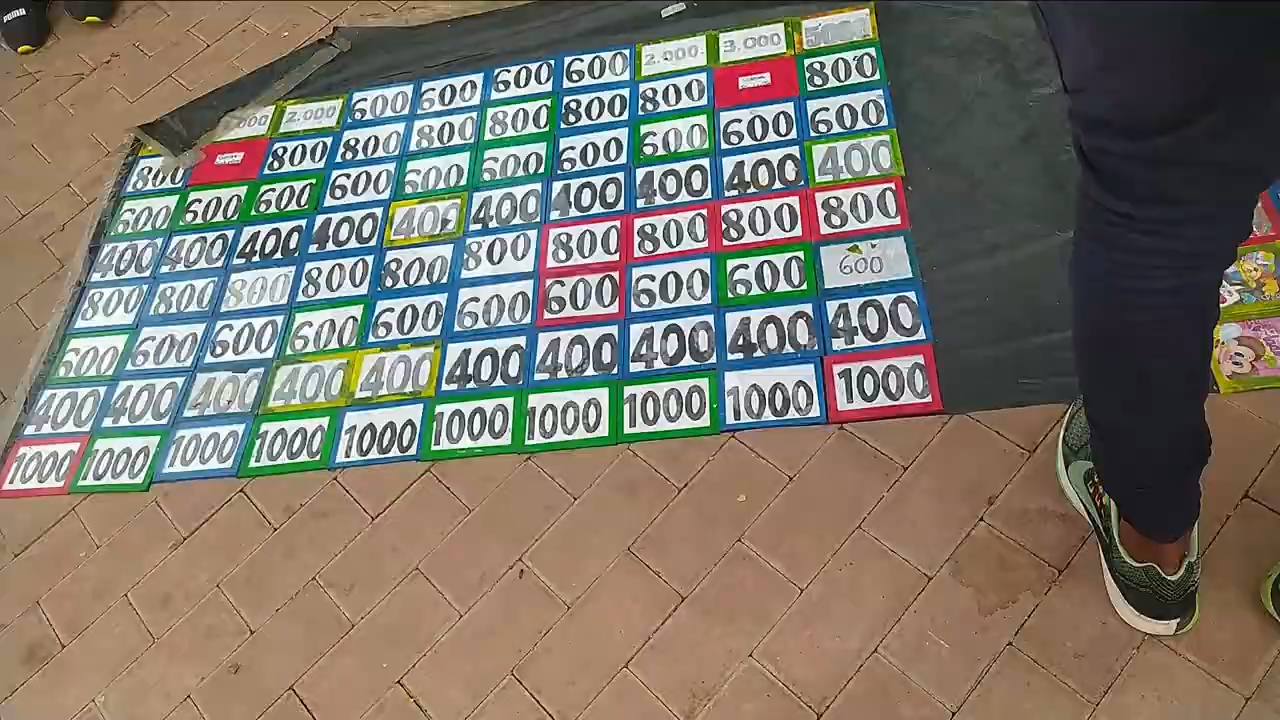 2.000 600 600 600 600 2.000 3.000
800 800 800 800 800 800 800 800
600 600 600 600 600 600 600 600 600 600
400 400 400 400 400 400 400 400 400 400
800 800 800 800 800 800 800 800 800 800
600 600 600 600 600 600 600 600 600 600
400 400 400 400 400 400 400 400 400 400
1000 1000 1000 1000 1000 1000 1000 1000 1000 1000
PUMA